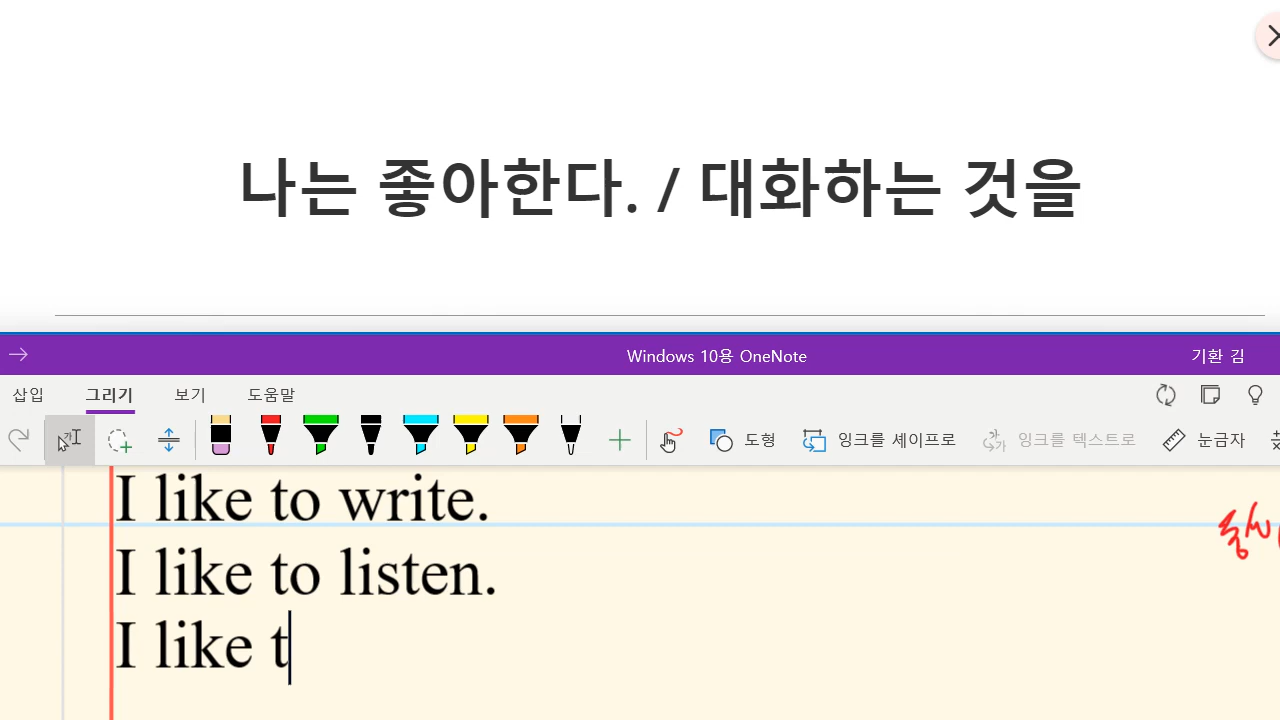 나는 좋아한다. / 대화하는 것을
Windows 10용 OneNote
기환 김
삽입 그리기 보기 도움말
도형 잉크를 셰이프로 잉크를 텍스트로 눈금자
I like to write.
I like to listen.
I like t